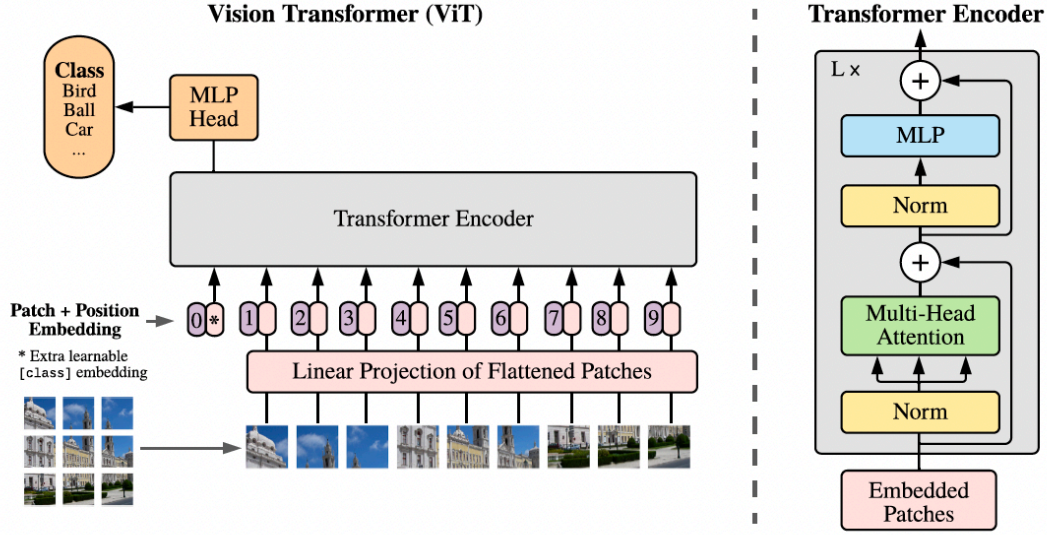 Vision Transformer (ViT)
Class
Bird
Ball
Car
...
MLP
Head
Transformer Encoder
Patch + Position
Embedding
0 * 1 2 3 4 5 6 7 8 9
* Extra learnable
[class] embedding
Linear Projection of Flattened Patches
Transformer Encoder
L ×
+
MLP
Norm
+
Multi-Head
Attention
Norm
Embedded
Patches